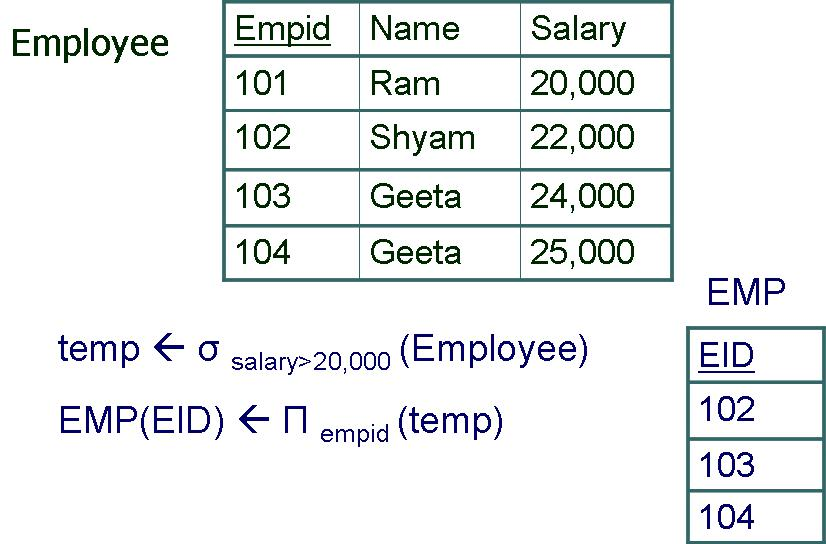 Employee
Empid Name Salary
101 Ram 20,000
102 Shyam 22,000
103 Geeta 24,000
104 Geeta 25,000
temp ← σ salary>20,000 (Employee)
EMP(EID) ← Π empid (temp)
EMP
EID
102
103
104